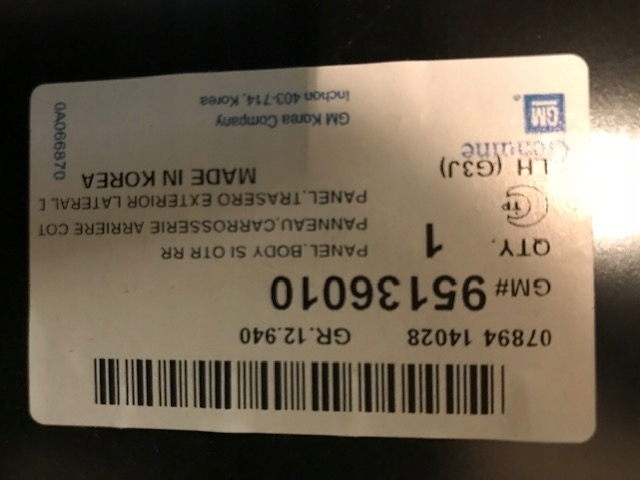 07894 14028 GR.12.940
GM# 95136010
QTY. 1 PANEL.BODY SI OTR RR
PANNEAU.CARROSSERIE ARRIERE COT
PANEL.TRASERO EXTERIOR LATERAL
LH (G3J) MADE IN KOREA
Genuine
GM
GM Korea Company
Inchon 403-714, Korea
0A066870